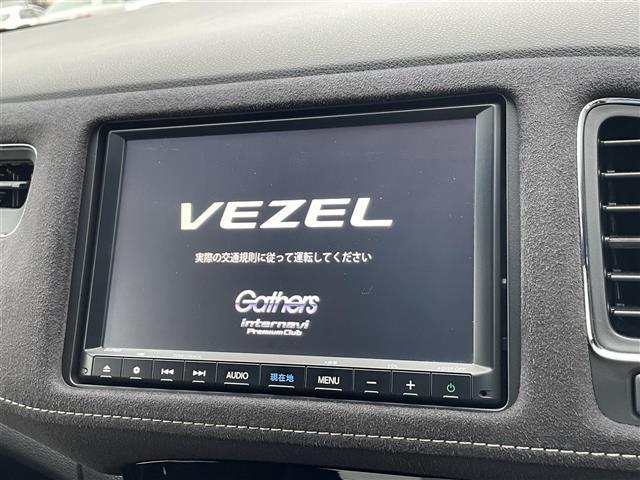 VEZEL
実際の交通規則に従って運転してください
Gathers
internavi
Premium Club
AUDIO 現在地 MENU − +